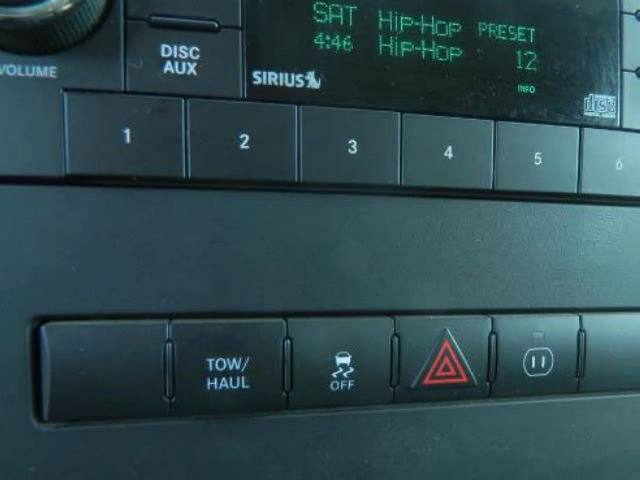 SAT Hip-Hop PRESET
4:46 Hip-Hop 12
INFO
VOLUME
DISC
AUX
SIRIUS
disc
1 2 3 4 5 6
TOW/
HAUL
OFF